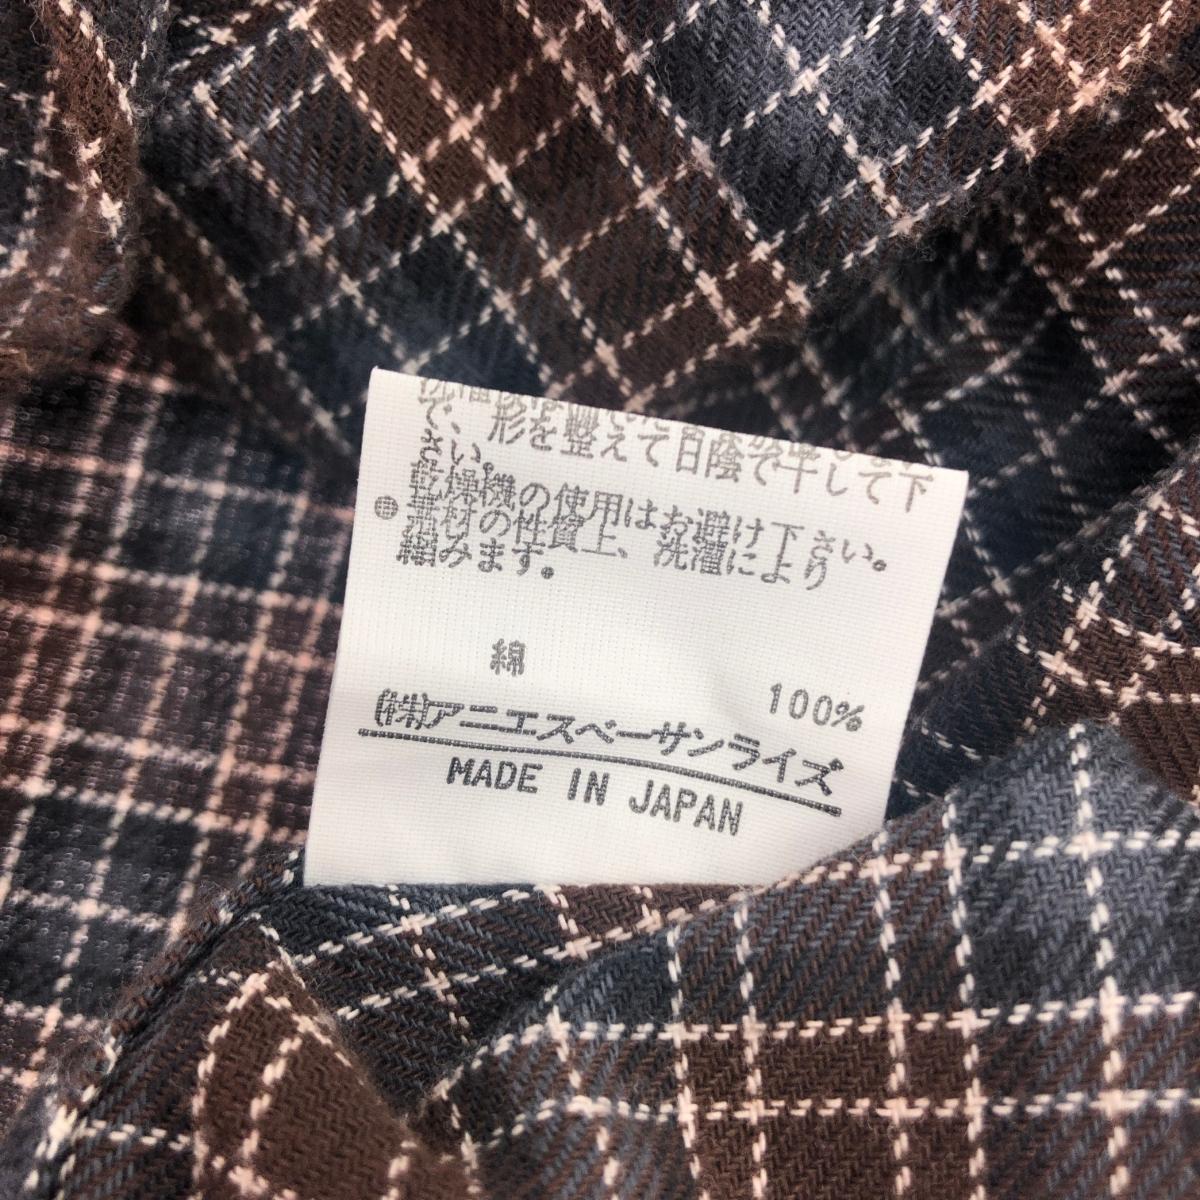 で、形を整えて日陰で干して下
さい。
乾燥機の使用はお避け下さい。
素材の性質上、洗濯により
縮みます。
綿 100%
(株)アニエスベーサンライズ
MADE IN JAPAN